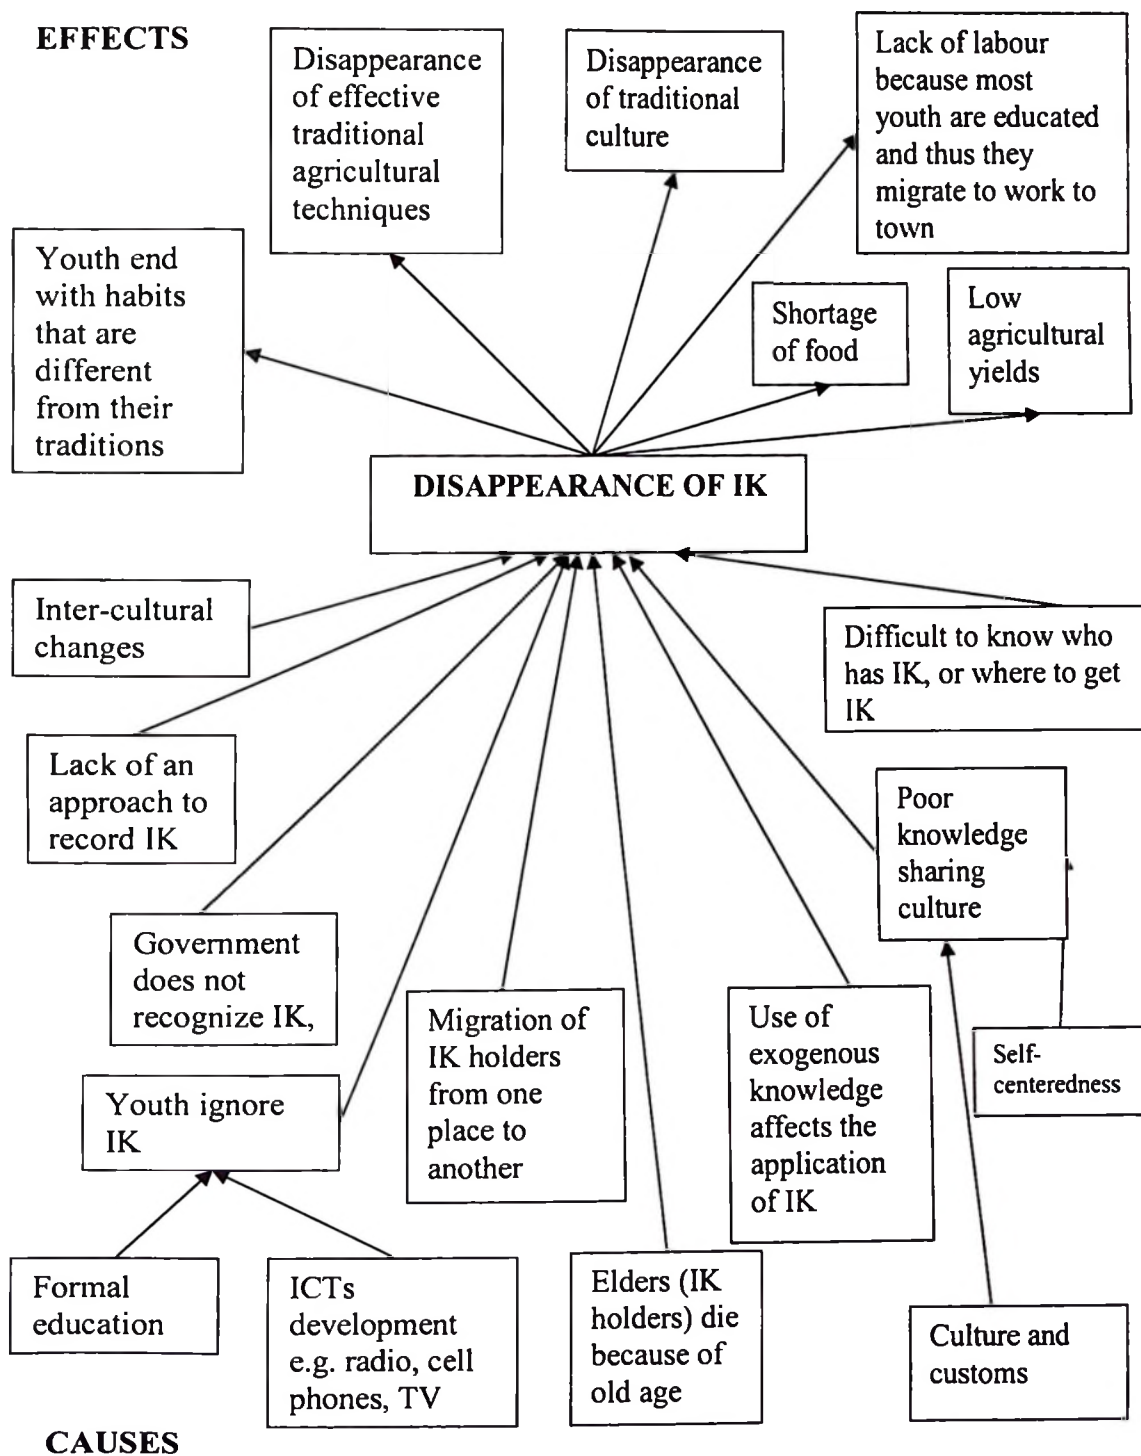 EFFECTS
Disappearance
of effective
traditional
agricultural
techniques
Disappearance
of traditional
culture
Lack of labour
because most
youth are educated
and thus they
migrate to work to
town
Youth end
with habits
that are
different
from their
traditions
Shortage
of food
Low
agricultural
yields
DISAPPEARANCE OF IK
Inter-cultural
changes
Difficult to know who
has IK, or where to get
IK
Lack of an
approach to
record IK
Poor
knowledge
sharing
culture
Government
does not
recognize IK,
Migration of
IK holders
from one
place to
another
Use of
exogenous
knowledge
affects the
application
of IK
Self-
centeredness
Youth ignore
IK
Formal
education
ICTs
development
e.g. radio, cell
phones, TV
Elders (IK
holders) die
because of
old age
Culture and
customs
CAUSES